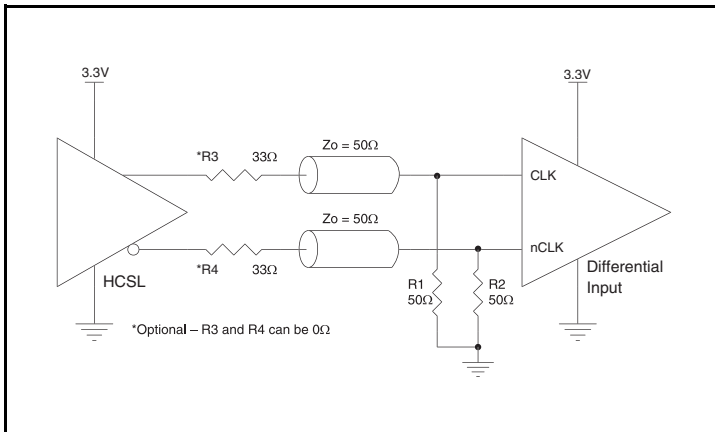 3.3V
3.3V
*R3
33Ω
Zo = 50Ω
CLK
Zo = 50Ω
nCLK
*R4
33Ω
HCSL
R1
50Ω
R2
50Ω
Differential
Input
*Optional – R3 and R4 can be 0Ω